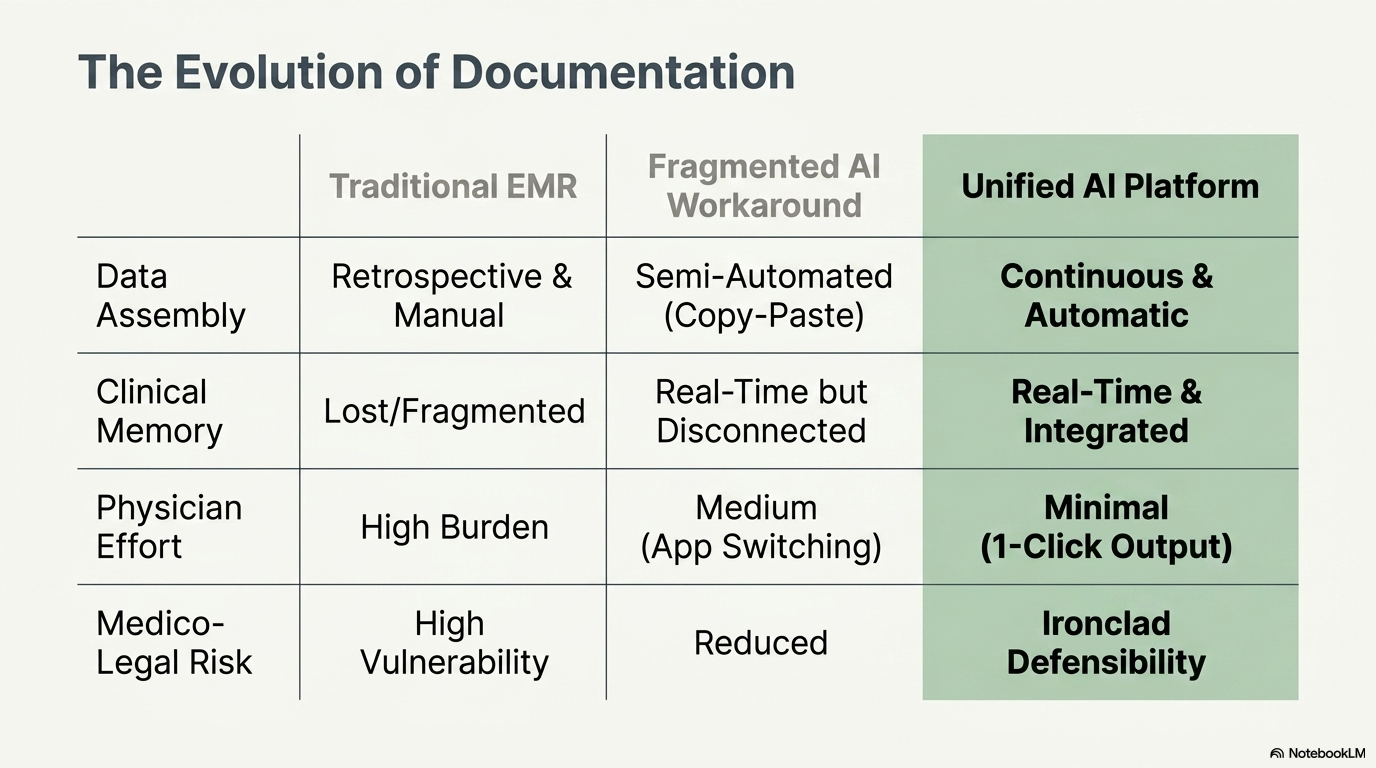 The Evolution of Documentation
Traditional EMR
Fragmented AI
Workaround
Unified AI Platform
Data
Assembly
Retrospective &
Manual
Semi-Automated
(Copy-Paste)
Continuous &
Automatic
Clinical
Memory
Lost/Fragmented
Real-Time but
Disconnected
Real-Time &
Integrated
Physician
Effort
High Burden
Medium
(App Switching)
Minimal
(1-Click Output)
Medico-
Legal Risk
High
Vulnerability
Reduced
Ironclad
Defensibility
NotebookLM